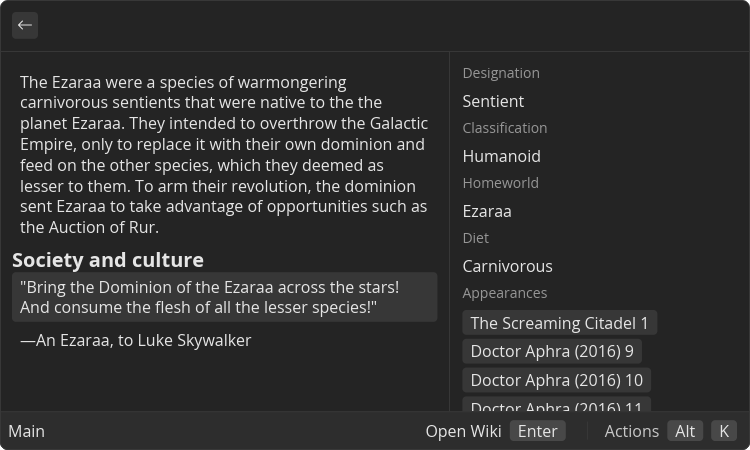 The Ezaraa were a species of warmongering
carnivorous sentients that were native to the the
planet Ezaraa. They intended to overthrow the Galactic
Empire, only to replace it with their own dominion and
feed on the other species, which they deemed as
lesser to them. To arm their revolution, the dominion
sent Ezaraa to take advantage of opportunities such as
the Auction of Rur.
Society and culture
"Bring the Dominion of the Ezaraa across the stars!
And consume the flesh of all the lesser species!"
—An Ezaraa, to Luke Skywalker
Designation
Sentient
Classification
Humanoid
Homeworld
Ezaraa
Diet
Carnivorous
Appearances
The Screaming Citadel 1
Doctor Aphra (2016) 9
Doctor Aphra (2016) 10
Doctor Aphra (2016) 11
Main
Open Wiki Enter
Actions Alt K